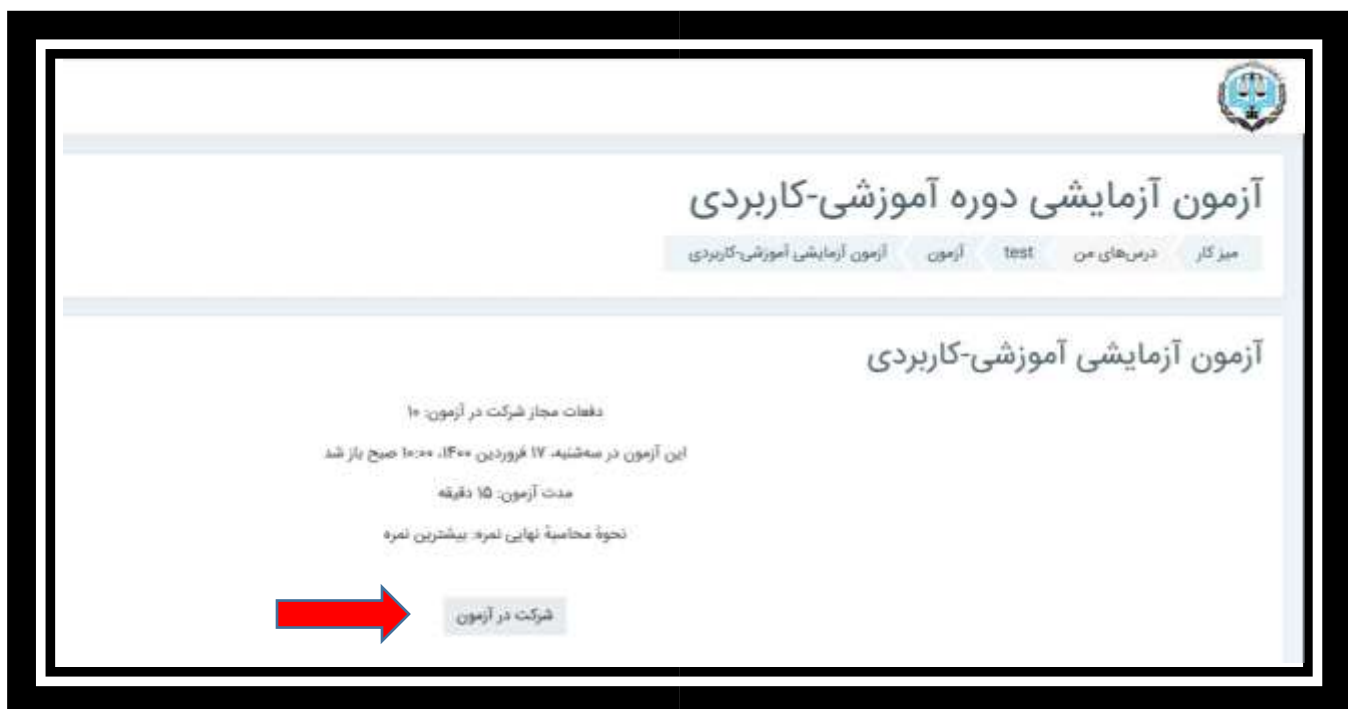 آزمون آزمایشی دوره آموزشی-کاربردی
میز کار درس‌های من test آزمون آزمون آزمایشی آموزشی-کاربردی
آزمون آزمایشی آموزشی-کاربردی
دفعات مجاز شرکت در آزمون: ۱۰
این آزمون در سه‌شنبه، ۱۷ فروردین ۱۴۰۰، ۱۰:۰۰ صبح باز شد
مدت آزمون: ۱۵ دقیقه
نحوهٔ محاسبهٔ نهایی نمره: بیشترین نمره
شرکت در آزمون